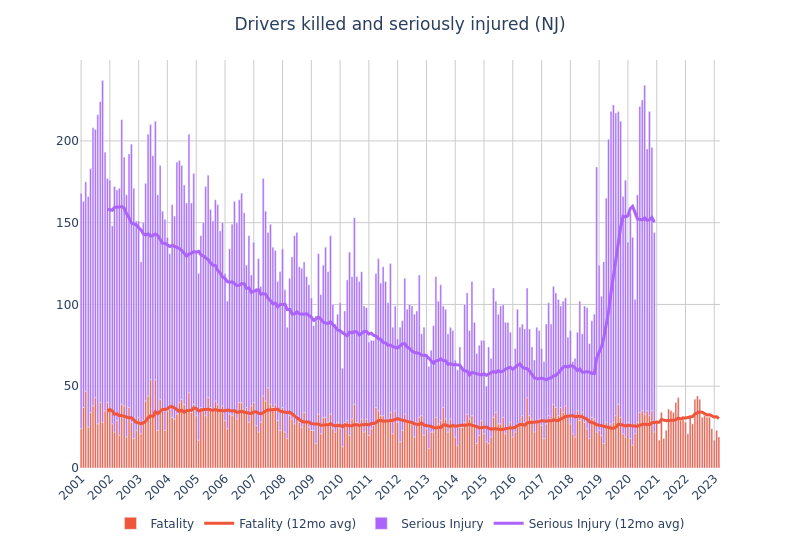 Drivers killed and seriously injured (NJ)
200
150
100
50
0
2001 2002 2003 2004 2005 2006 2007 2008 2009 2010 2011 2012 2013 2014 2015 2016 2017 2018 2019 2020 2021 2022 2023
Fatality Fatality (12mo avg) Serious Injury Serious Injury (12mo avg)